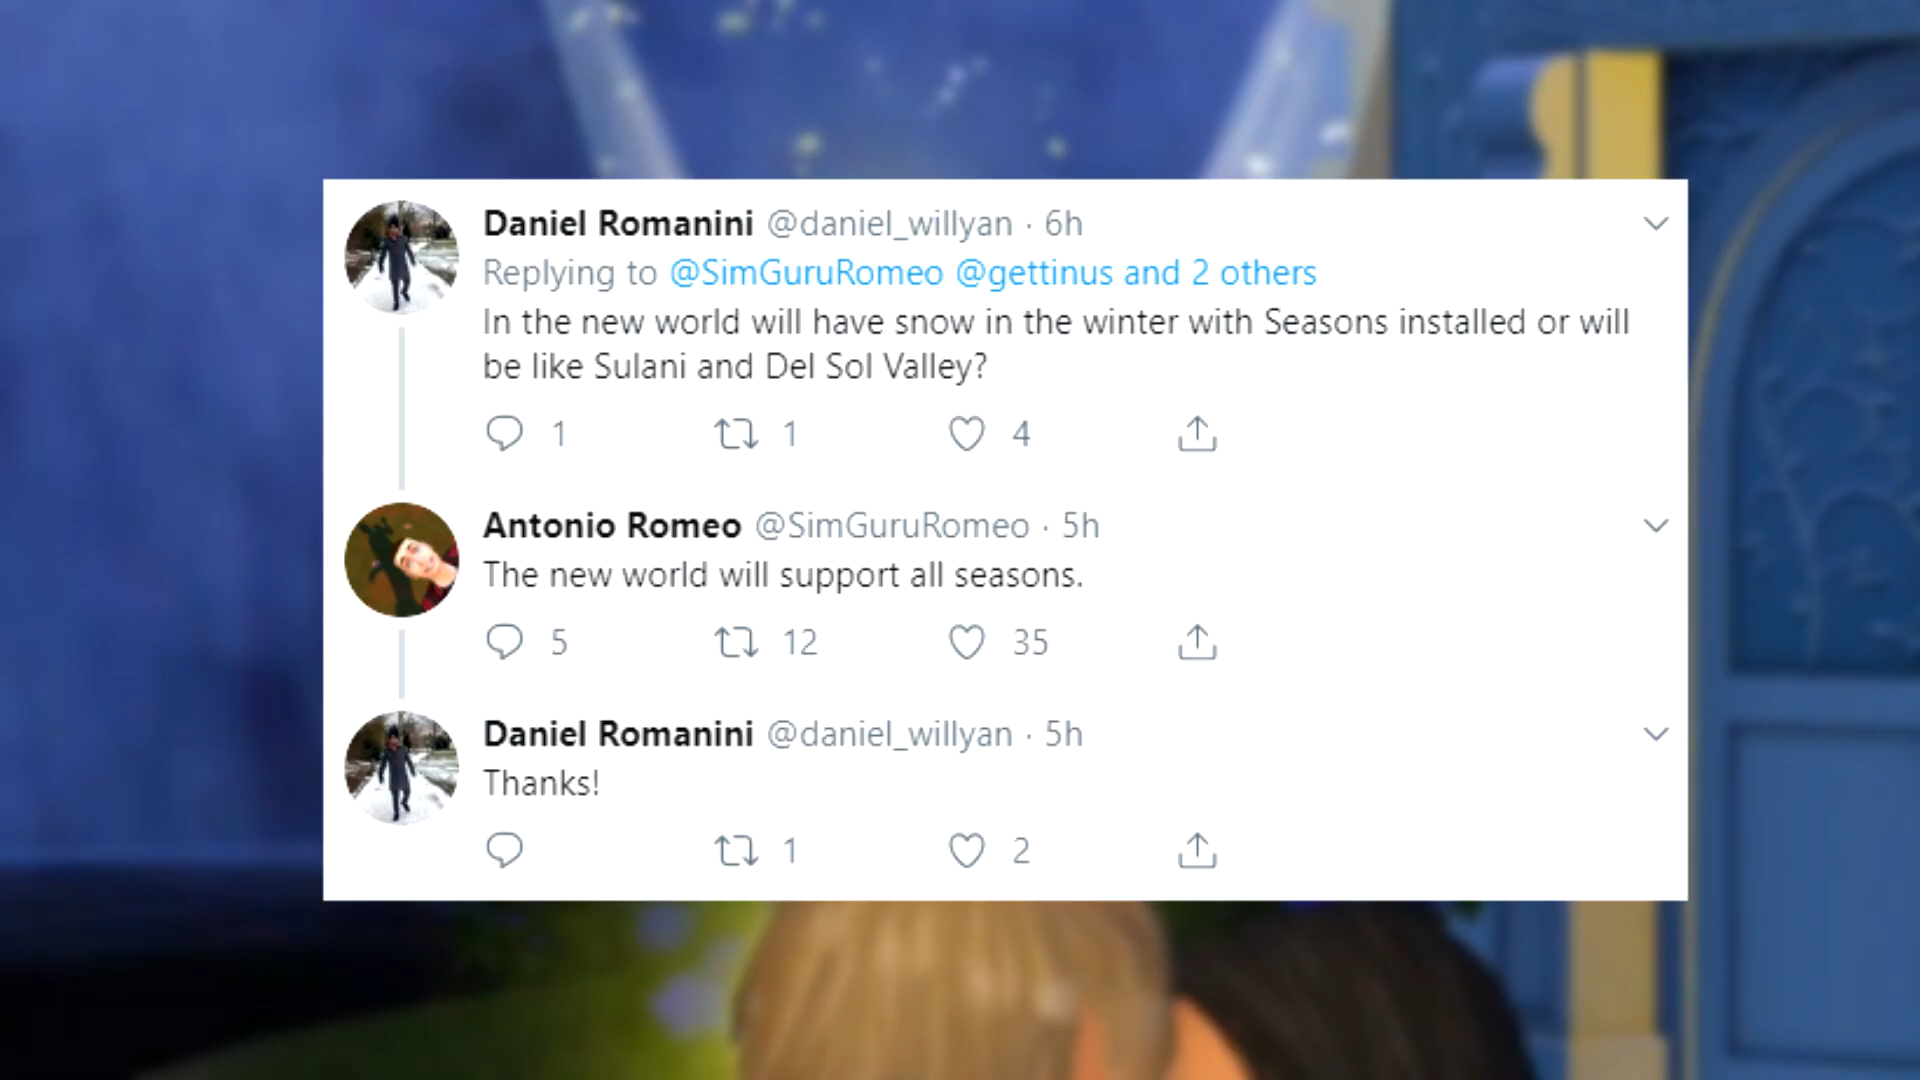 Daniel Romanini @daniel_willyan · 6h
Replying to @SimGuruRomeo @gettinus and 2 others
In the new world will have snow in the winter with Seasons installed or will
be like Sulani and Del Sol Valley?
1 1 4
Antonio Romeo @SimGuruRomeo · 5h
The new world will support all seasons.
5 12 35
Daniel Romanini @daniel_willyan · 5h
Thanks!
1 2